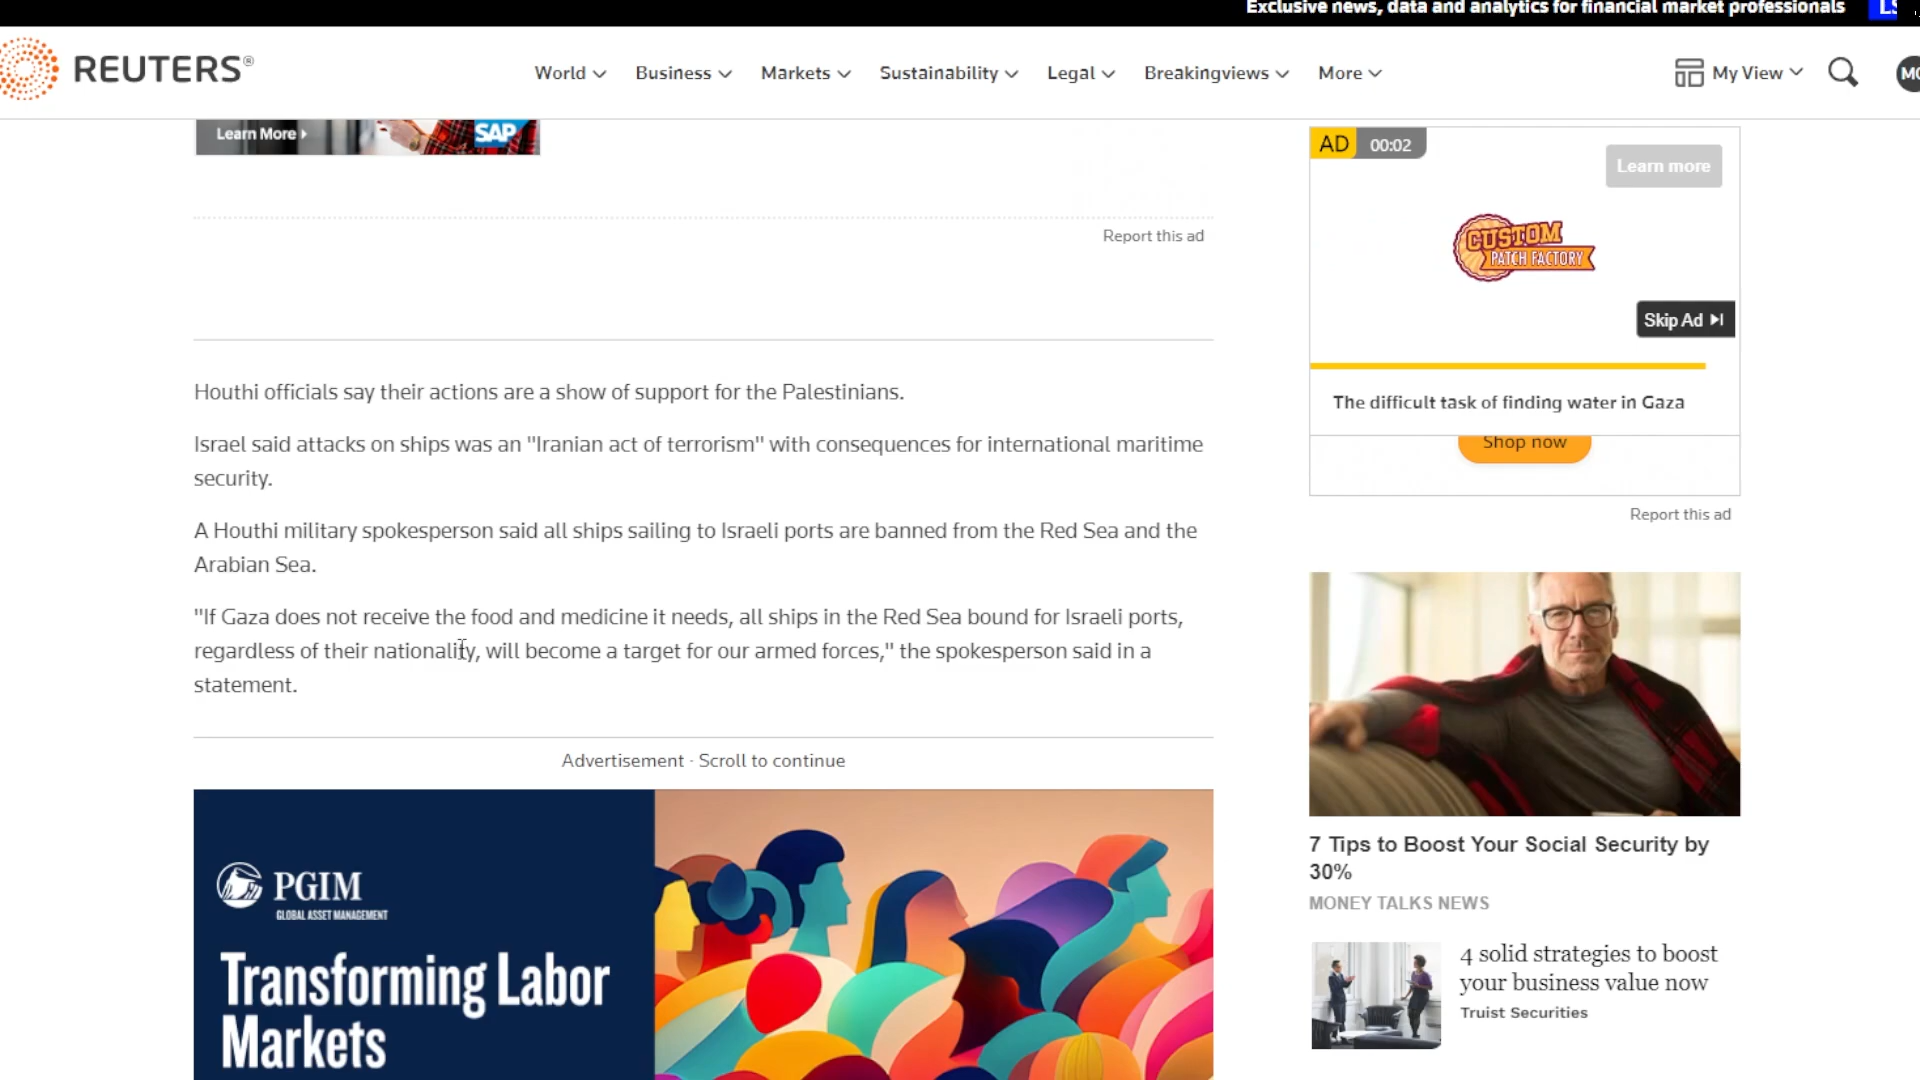 Exclusive news, data and analytics for financial market professionals
REUTERS®
World
Business
Markets
Sustainability
Legal
Breakingviews
More
My View
Learn More
SAP
Report this ad
AD 00:02
Learn more
CUSTOM
PATCH FACTORY
Skip Ad
The difficult task of finding water in Gaza
Shop now
Report this ad
Houthi officials say their actions are a show of support for the Palestinians.
Israel said attacks on ships was an "Iranian act of terrorism" with consequences for international maritime
security.
A Houthi military spokesperson said all ships sailing to Israeli ports are banned from the Red Sea and the
Arabian Sea.
"If Gaza does not receive the food and medicine it needs, all ships in the Red Sea bound for Israeli ports,
regardless of their nationality, will become a target for our armed forces," the spokesperson said in a
statement.
Advertisement · Scroll to continue
PGIM
GLOBAL ASSET MANAGEMENT
Transforming Labor
Markets
7 Tips to Boost Your Social Security by
30%
MONEY TALKS NEWS
4 solid strategies to boost
your business value now
Truist Securities